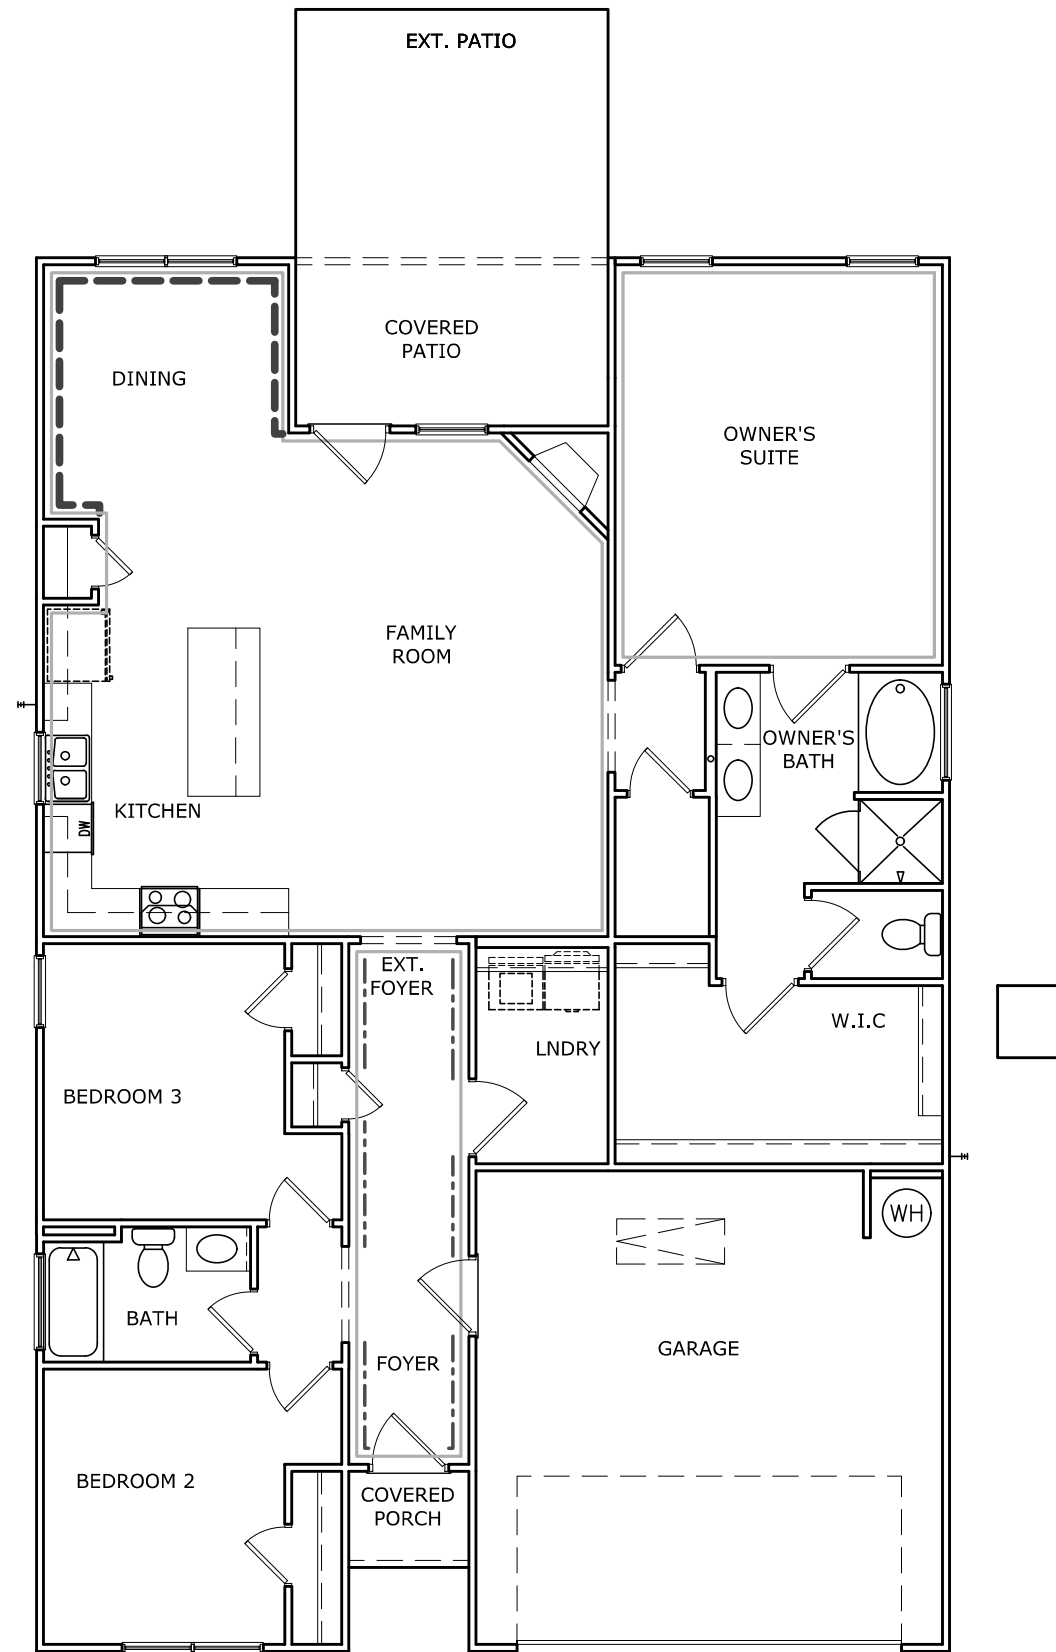 EXT. PATIO
COVERED
PATIO
DINING
OWNER'S
SUITE
FAMILY
ROOM
OWNER'S
BATH
KITCHEN
DW
EXT.
FOYER
LNDRY
W.I.C
BEDROOM 3
WH
BATH
GARAGE
FOYER
BEDROOM 2
COVERED
PORCH